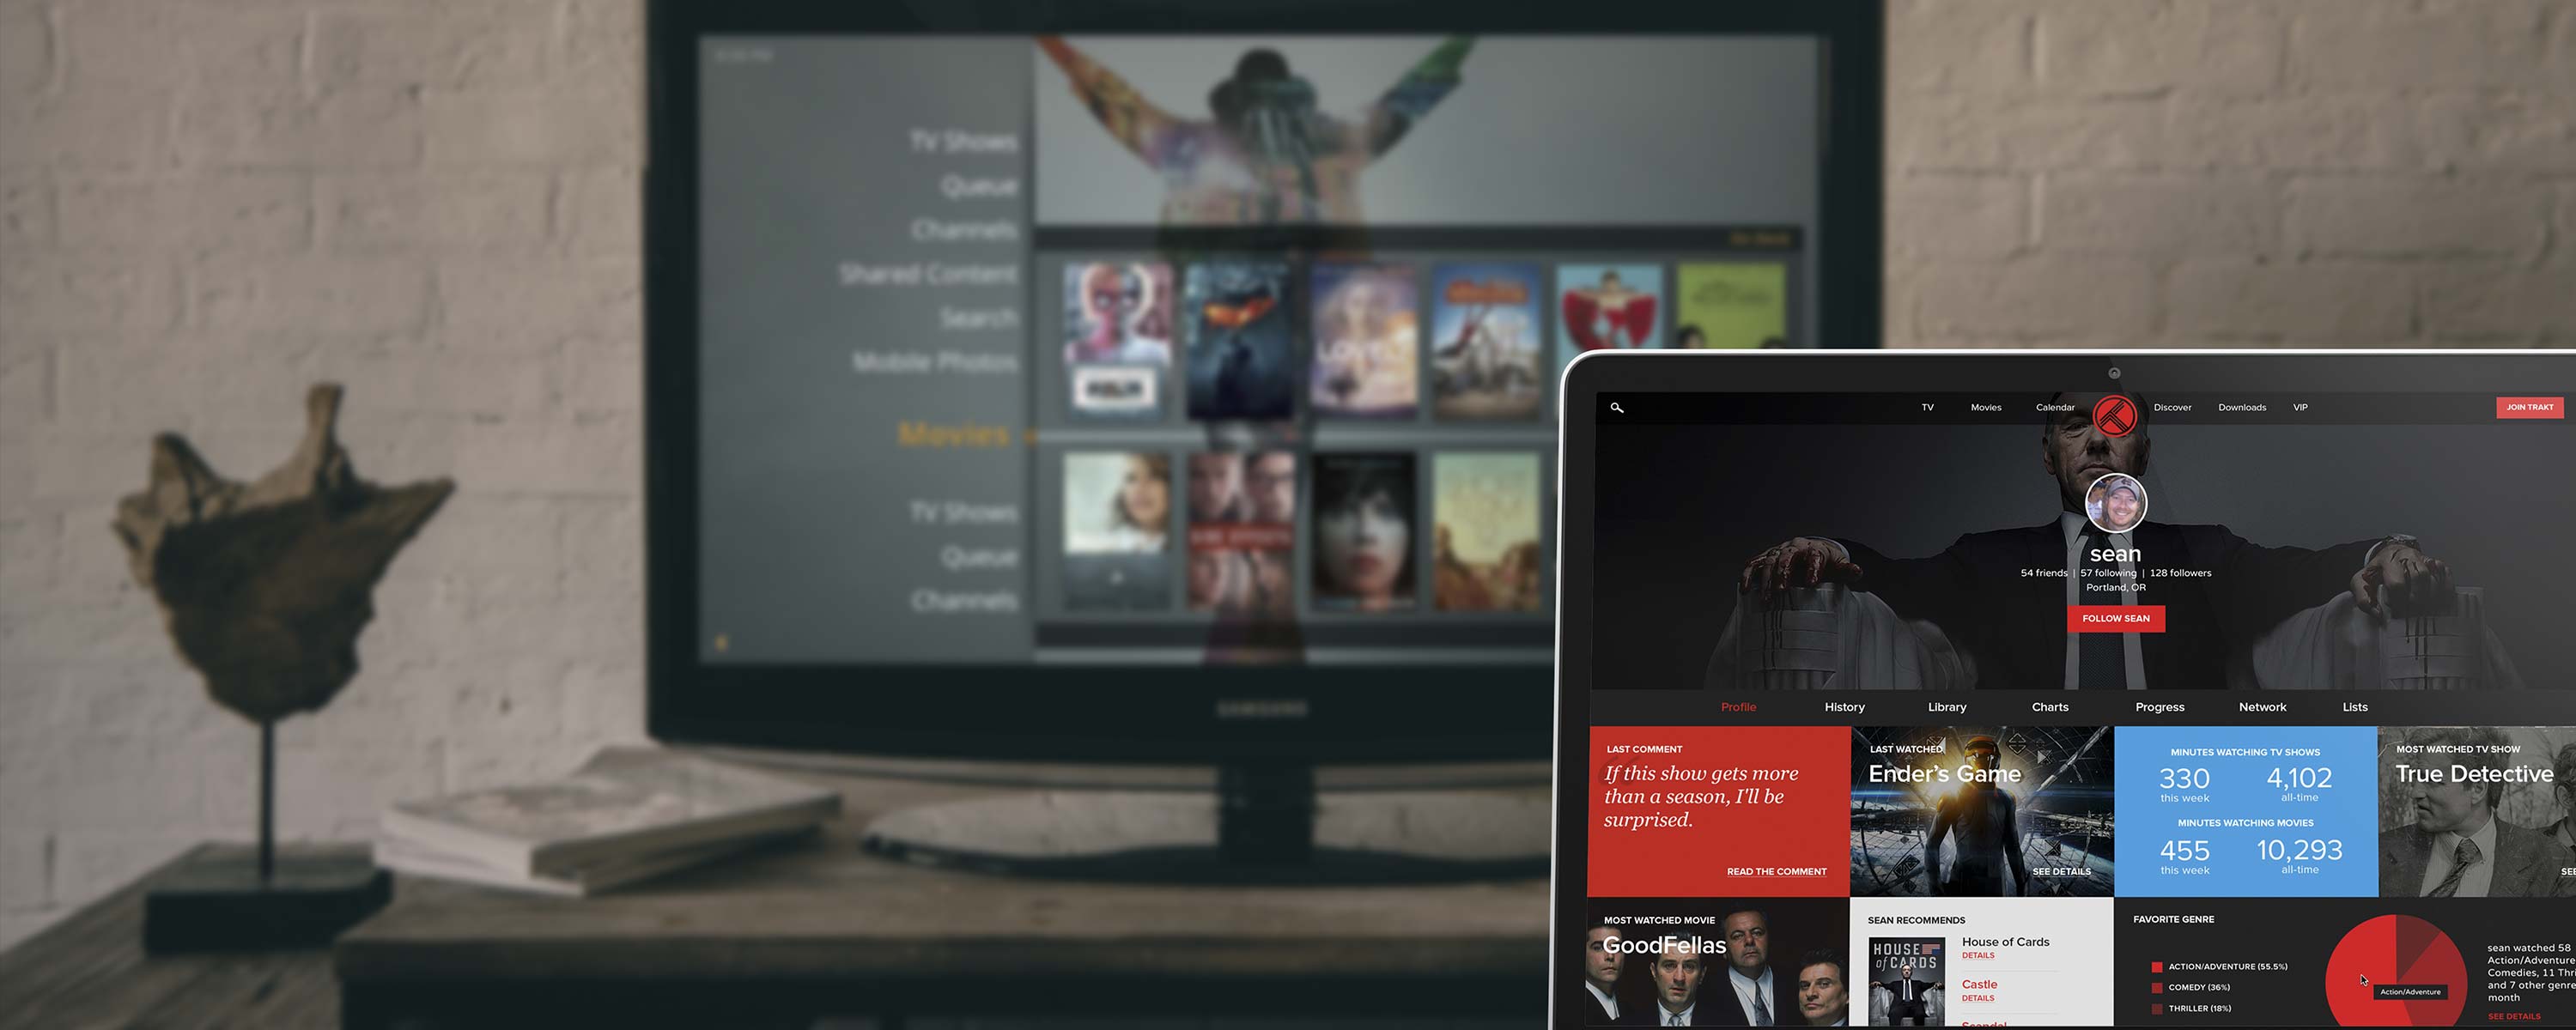 TV Shows
Queue
Channels
Shared Content
Search
Mobile Photos
Movies
TV Shows
Queue
Channels
SAMSUNG
TV Movies Calendar Discover Downloads VIP JOIN TRAKT
sean
54 friends | 57 following | 128 followers
Portland, OR
FOLLOW SEAN
Profile History Library Charts Progress Network Lists
LAST COMMENT
If this show gets more
than a season, I'll be
surprised.
READ THE COMMENT
LAST WATCHED
Ender's Game
SEE DETAILS
MINUTES WATCHING TV SHOWS
330 4,102
this week all-time
MINUTES WATCHING MOVIES
455 10,293
this week all-time
MOST WATCHED TV SHOW
True Detective
SEE
MOST WATCHED MOVIE
GoodFellas
SEAN RECOMMENDS
HOUSE
of CARDS
House of Cards
DETAILS
Castle
DETAILS
Scandal
FAVORITE GENRE
ACTION/ADVENTURE (55.5%)
COMEDY (36%)
THRILLER (18%)
Action/Adventure
sean watched 58
Action/Adventure
Comedies, 11 Thri
and 7 other genre
month
SEE DETAILS